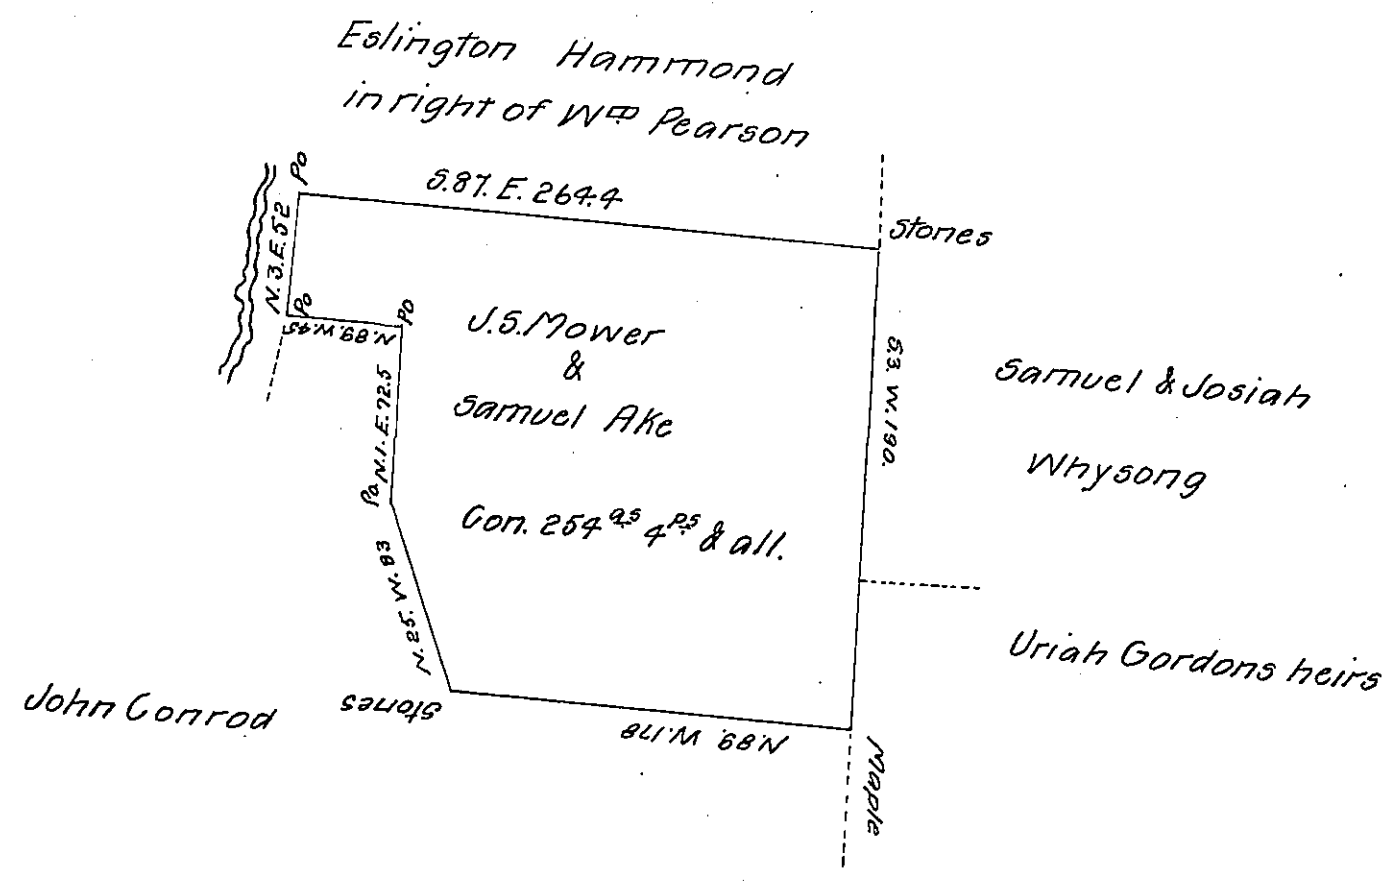 Eslington Hammond
in right of Wm Pearson
Po
S.87. E. 264.4
Stones
N. 3. E. 52
Po
N.89. W. 45
Po
J.S. Mower
&
Samuel Ake
S3. W. 190.
Samuel & Josiah
Whysong
N. 1. E. 72.5
Po
Con. 254 as 4 ps & all.
N. 25. W. 83
Uriah Gordons heirs
John Conrod
Stones
N.89. W. 178
Maple